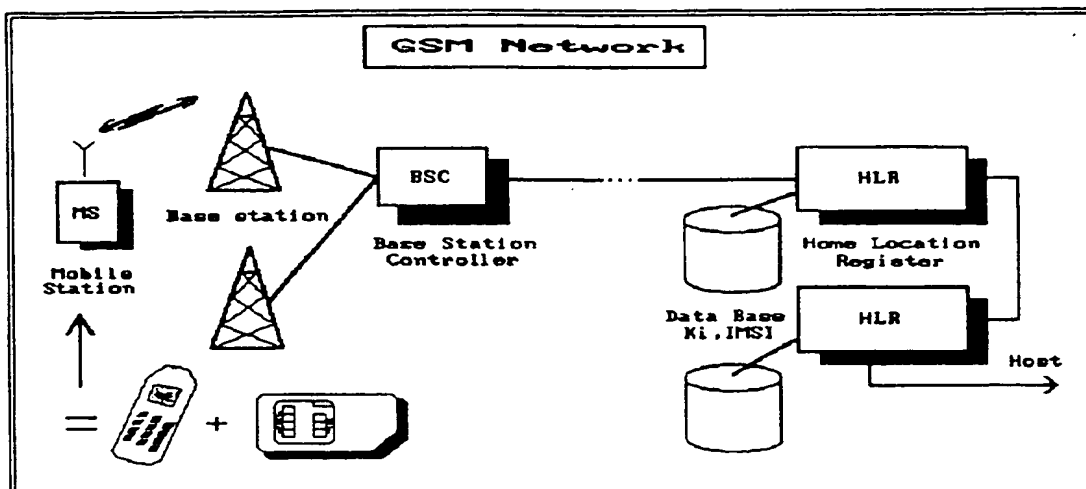 GSM Network
MS
Mobile
Station
Base station
BSC
Base Station
Controller
HLR
Home Location
Register
Data Base
Ki,IMSI
HLR
Host
=
+